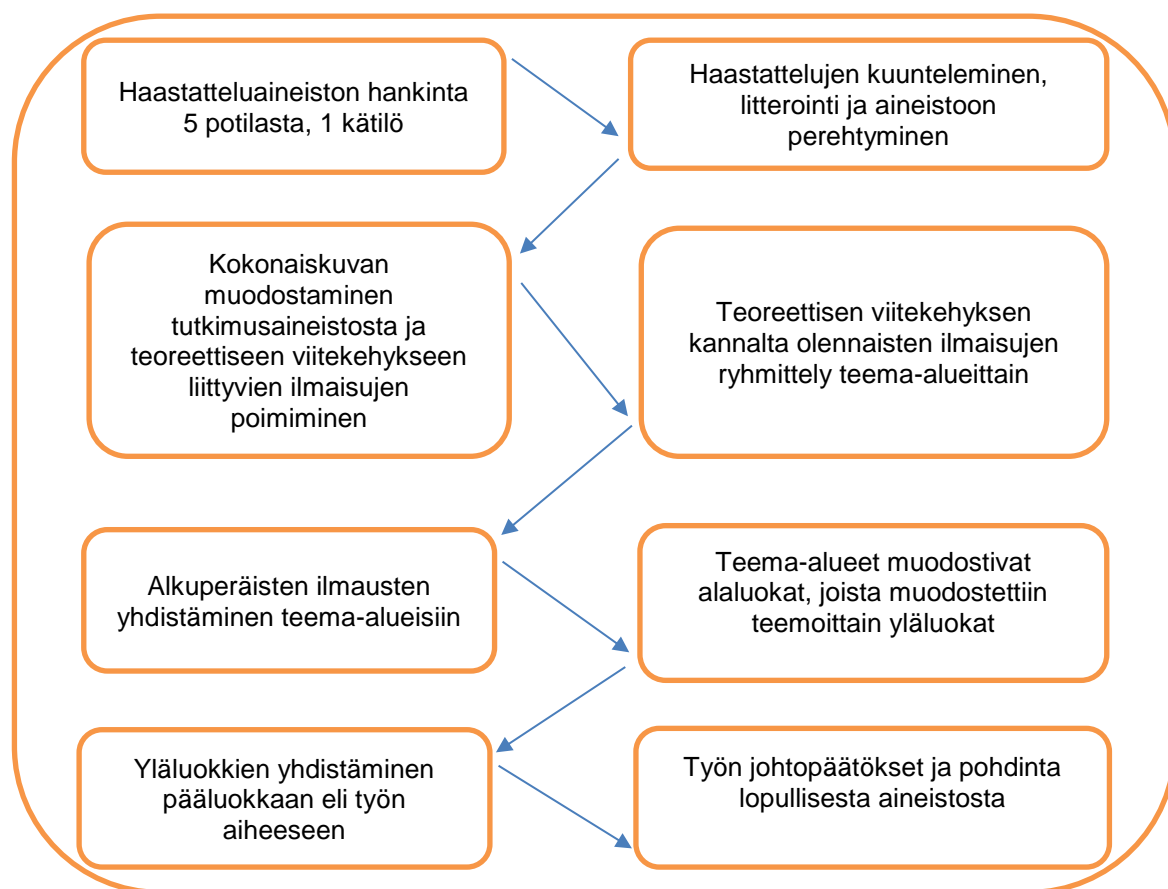 Haastatteluaineiston hankinta
5 potilasta, 1 kätilö
Haastattelujen kuunteleminen,
litterointi ja aineistoon
perehtyminen
Kokonaiskuvan
muodostaminen
tutkimusaineistosta ja
teoreettiseen viitekehykseen
liittyvien ilmaisujen
poimiminen
Teoreettisen viitekehyksen
kannalta olennaisten ilmaisujen
ryhmittely teema-alueittain
Alkuperäisten ilmausten
yhdistäminen teema-alueisiin
Teema-alueet muodostivat
alaluokat, joista muodostettiin
teemoittain yläluokat
Yläluokkien yhdistäminen
pääluokkaan eli työn
aiheeseen
Työn johtopäätökset ja pohdinta
lopullisesta aineistosta